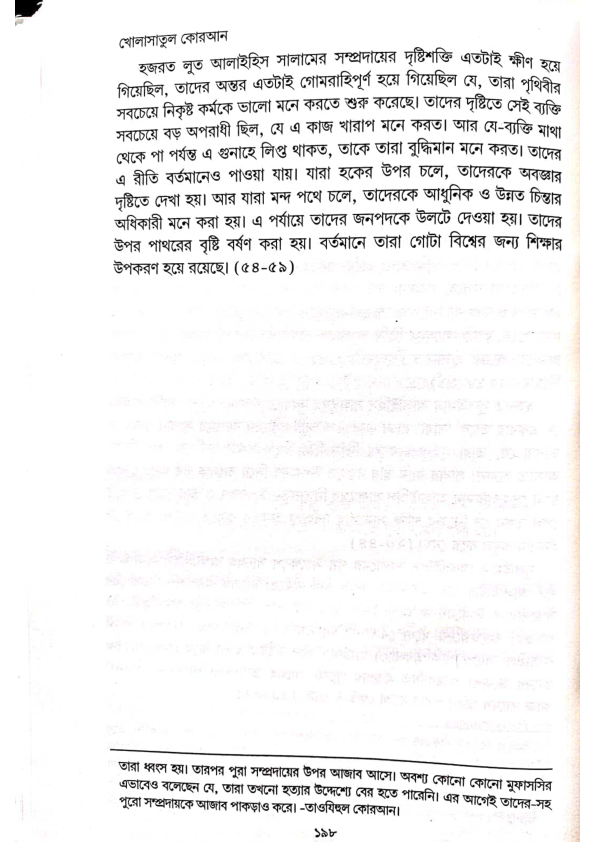 খোলাসাতুল কোরআন
হজরত লুত আলাইহিস সালামের সম্প্রদায়ের দৃষ্টিশক্তি এতটাই ক্ষীণ হয়ে
গিয়েছিল, তাদের অন্তর এতটাই গোমরাহিপূর্ণ হয়ে গিয়েছিল যে, তারা পৃথিবীর
সবচেয়ে নিকৃষ্ট কর্মকে ভালো মনে করতে শুরু করেছে। তাদের দৃষ্টিতে সেই ব্যক্তি
সবচেয়ে বড় অপরাধী ছিল, যে এ কাজ খারাপ মনে করত। আর যে-ব্যক্তি মাথা
থেকে পা পর্যন্ত এ গুনাহে লিপ্ত থাকত, তাকে তারা বুদ্ধিমান মনে করত। তাদের
এ রীতি বর্তমানেও পাওয়া যায়। যারা হকের উপর চলে, তাদেরকে অবজ্ঞার
দৃষ্টিতে দেখা হয়। আর যারা মন্দ পথে চলে, তাদেরকে আধুনিক ও উন্নত চিন্তার
অধিকারী মনে করা হয়। এ পর্যায়ে তাদের জনপদকে উলটে দেওয়া হয়। তাদের
উপর পাথরের বৃষ্টি বর্ষণ করা হয়। বর্তমানে তারা গোটা বিশ্বের জন্য শিক্ষার
উপকরণ হয়ে রয়েছে। (৫৪-৫৯)
তারা ধ্বংস হয়। তারপর পুরা সম্প্রদায়ের উপর আজাব আসে। অবশ্য কোনো কোনো মুফাসসির
এভাবেও বলেছেন যে, তারা তখনো হত্যার উদ্দেশ্যে বের হতে পারেনি। এর আগেই তাদের-সহ
পুরো সম্প্রদায়কে আজাব পাকড়াও করে। -তাওযিহুল কোরআন।
১৯৮